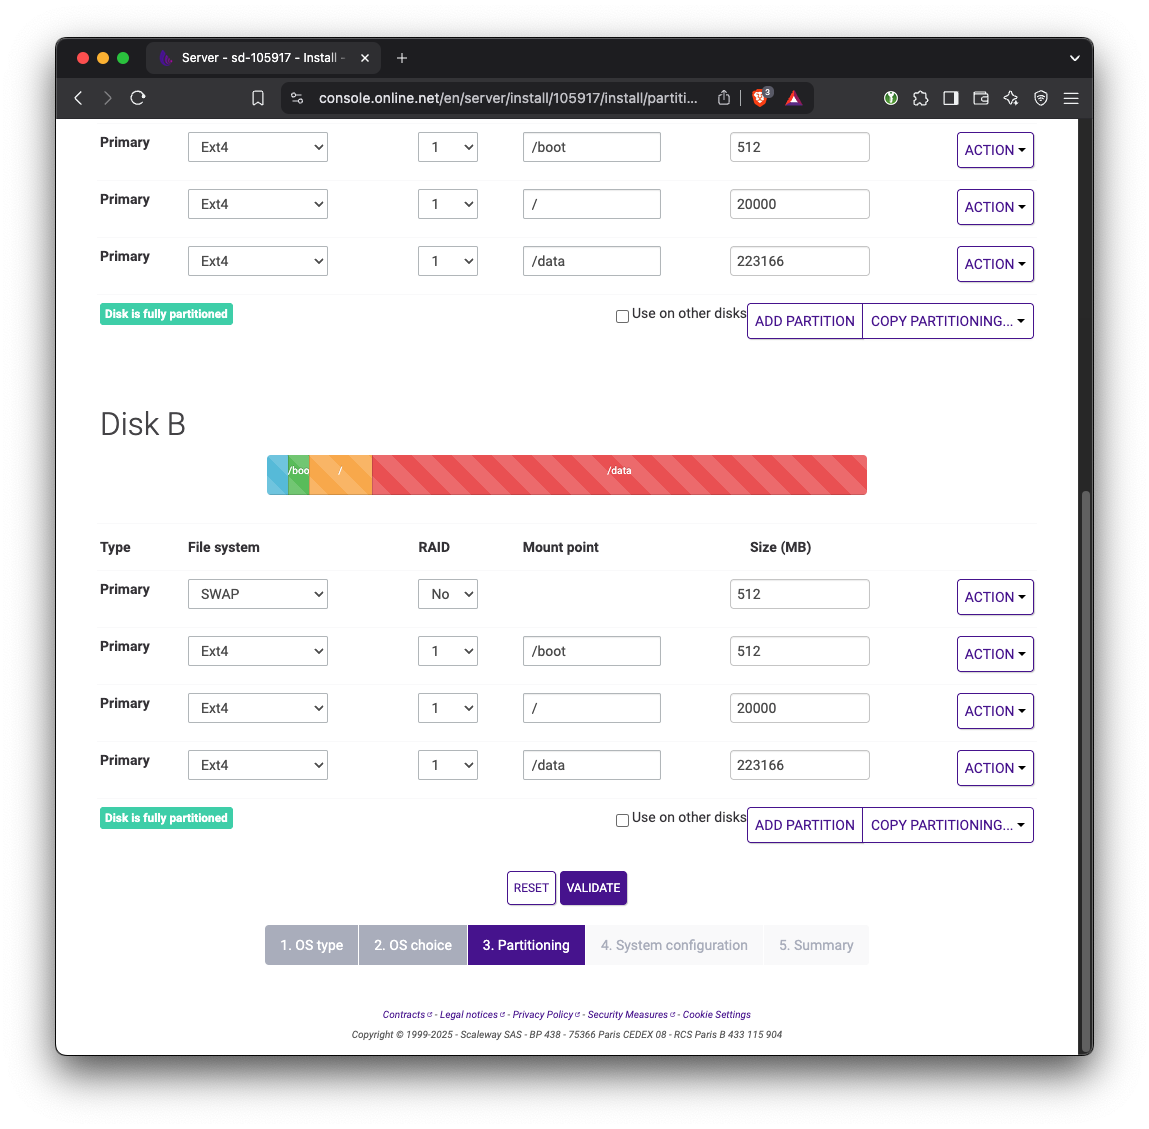 Server - sd-105917 - Install -
console.online.net/en/server/install/105917/install/partiti...
3
Primary Ext4 1 /boot 512 ACTION
Primary Ext4 1 / 20000 ACTION
Primary Ext4 1 /data 223166 ACTION
Disk is fully partitioned Use on other disks ADD PARTITION COPY PARTITIONING...
Disk B
/boo / /data
Type File system RAID Mount point Size (MB)
Primary SWAP No 512 ACTION
Primary Ext4 1 /boot 512 ACTION
Primary Ext4 1 / 20000 ACTION
Primary Ext4 1 /data 223166 ACTION
Disk is fully partitioned Use on other disks ADD PARTITION COPY PARTITIONING...
RESET VALIDATE
1. OS type 2. OS choice 3. Partitioning 4. System configuration 5. Summary
Contracts - Legal notices - Privacy Policy - Security Measures - Cookie Settings
Copyright © 1999-2025 - Scaleway SAS - BP 438 - 75366 Paris CEDEX 08 - RCS Paris B 433 115 904